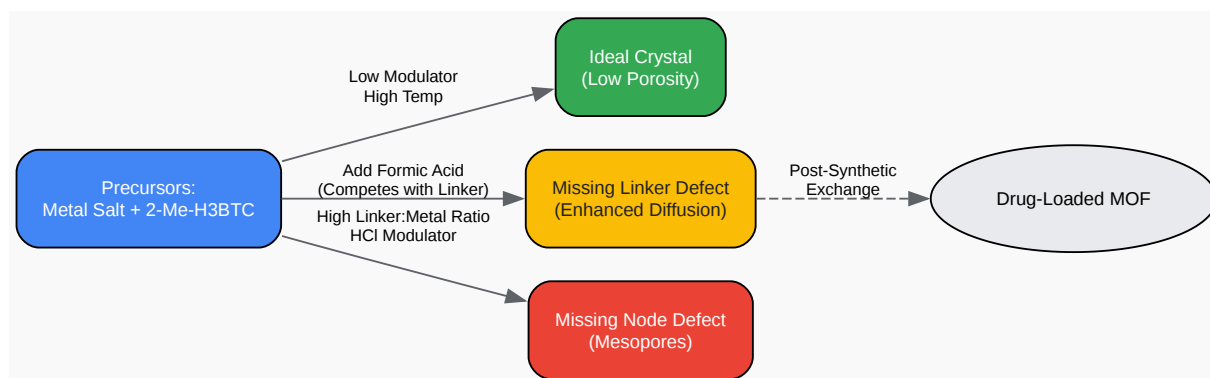 Ideal Crystal
(Low Porosity)
Low Modulator
High Temp
Precursors:
Metal Salt + 2-Me-H3BTC
Add Formic Acid
(Competes with Linker)
High Linker:Metal Ratio
HCl Modulator
Missing Linker Defect
(Enhanced Diffusion)
Post-Synthetic
Exchange
Drug-Loaded MOF
Missing Node Defect
(Mesopores)